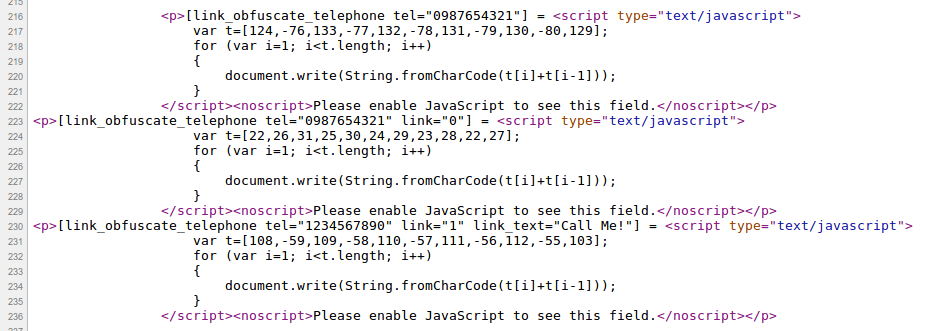 215
216 <p>[link_obfuscate_telephone tel="0987654321"] = <script type="text/javascript">
217 var t=[124,-76,133,-77,132,-78,131,-79,130,-80,129];
218 for (var i=1; i<t.length; i++)
219 {
220 document.write(String.fromCharCode(t[i]+t[i-1]));
221 }
222 </script><noscript>Please enable JavaScript to see this field.</noscript></p>
223 <p>[link_obfuscate_telephone tel="0987654321" link="0"] = <script type="text/javascript">
224 var t=[22,26,31,25,30,24,29,23,28,22,27];
225 for (var i=1; i<t.length; i++)
226 {
227 document.write(String.fromCharCode(t[i]+t[i-1]));
228 }
229 </script><noscript>Please enable JavaScript to see this field.</noscript></p>
230 <p>[link_obfuscate_telephone tel="1234567890" link="1" link_text="Call Me!"] = <script type="text/javascript">
231 var t=[108,-59,109,-58,110,-57,111,-56,112,-55,103];
232 for (var i=1; i<t.length; i++)
233 {
234 document.write(String.fromCharCode(t[i]+t[i-1]));
235 }
236 </script><noscript>Please enable JavaScript to see this field.</noscript></p>
237